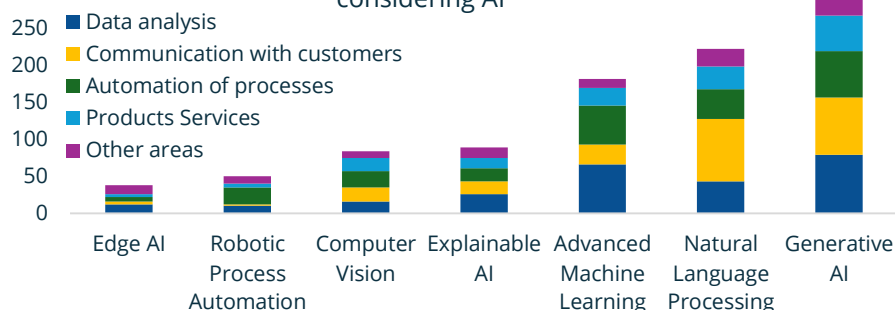 considering AI
250
200
150
100
50
0
Data analysis
Communication with customers
Automation of processes
Products Services
Other areas
Edge AI
Robotic
Process
Automation
Computer
Vision
Explainable
AI
Advanced
Machine
Learning
Natural
Language
Processing
Generative
AI